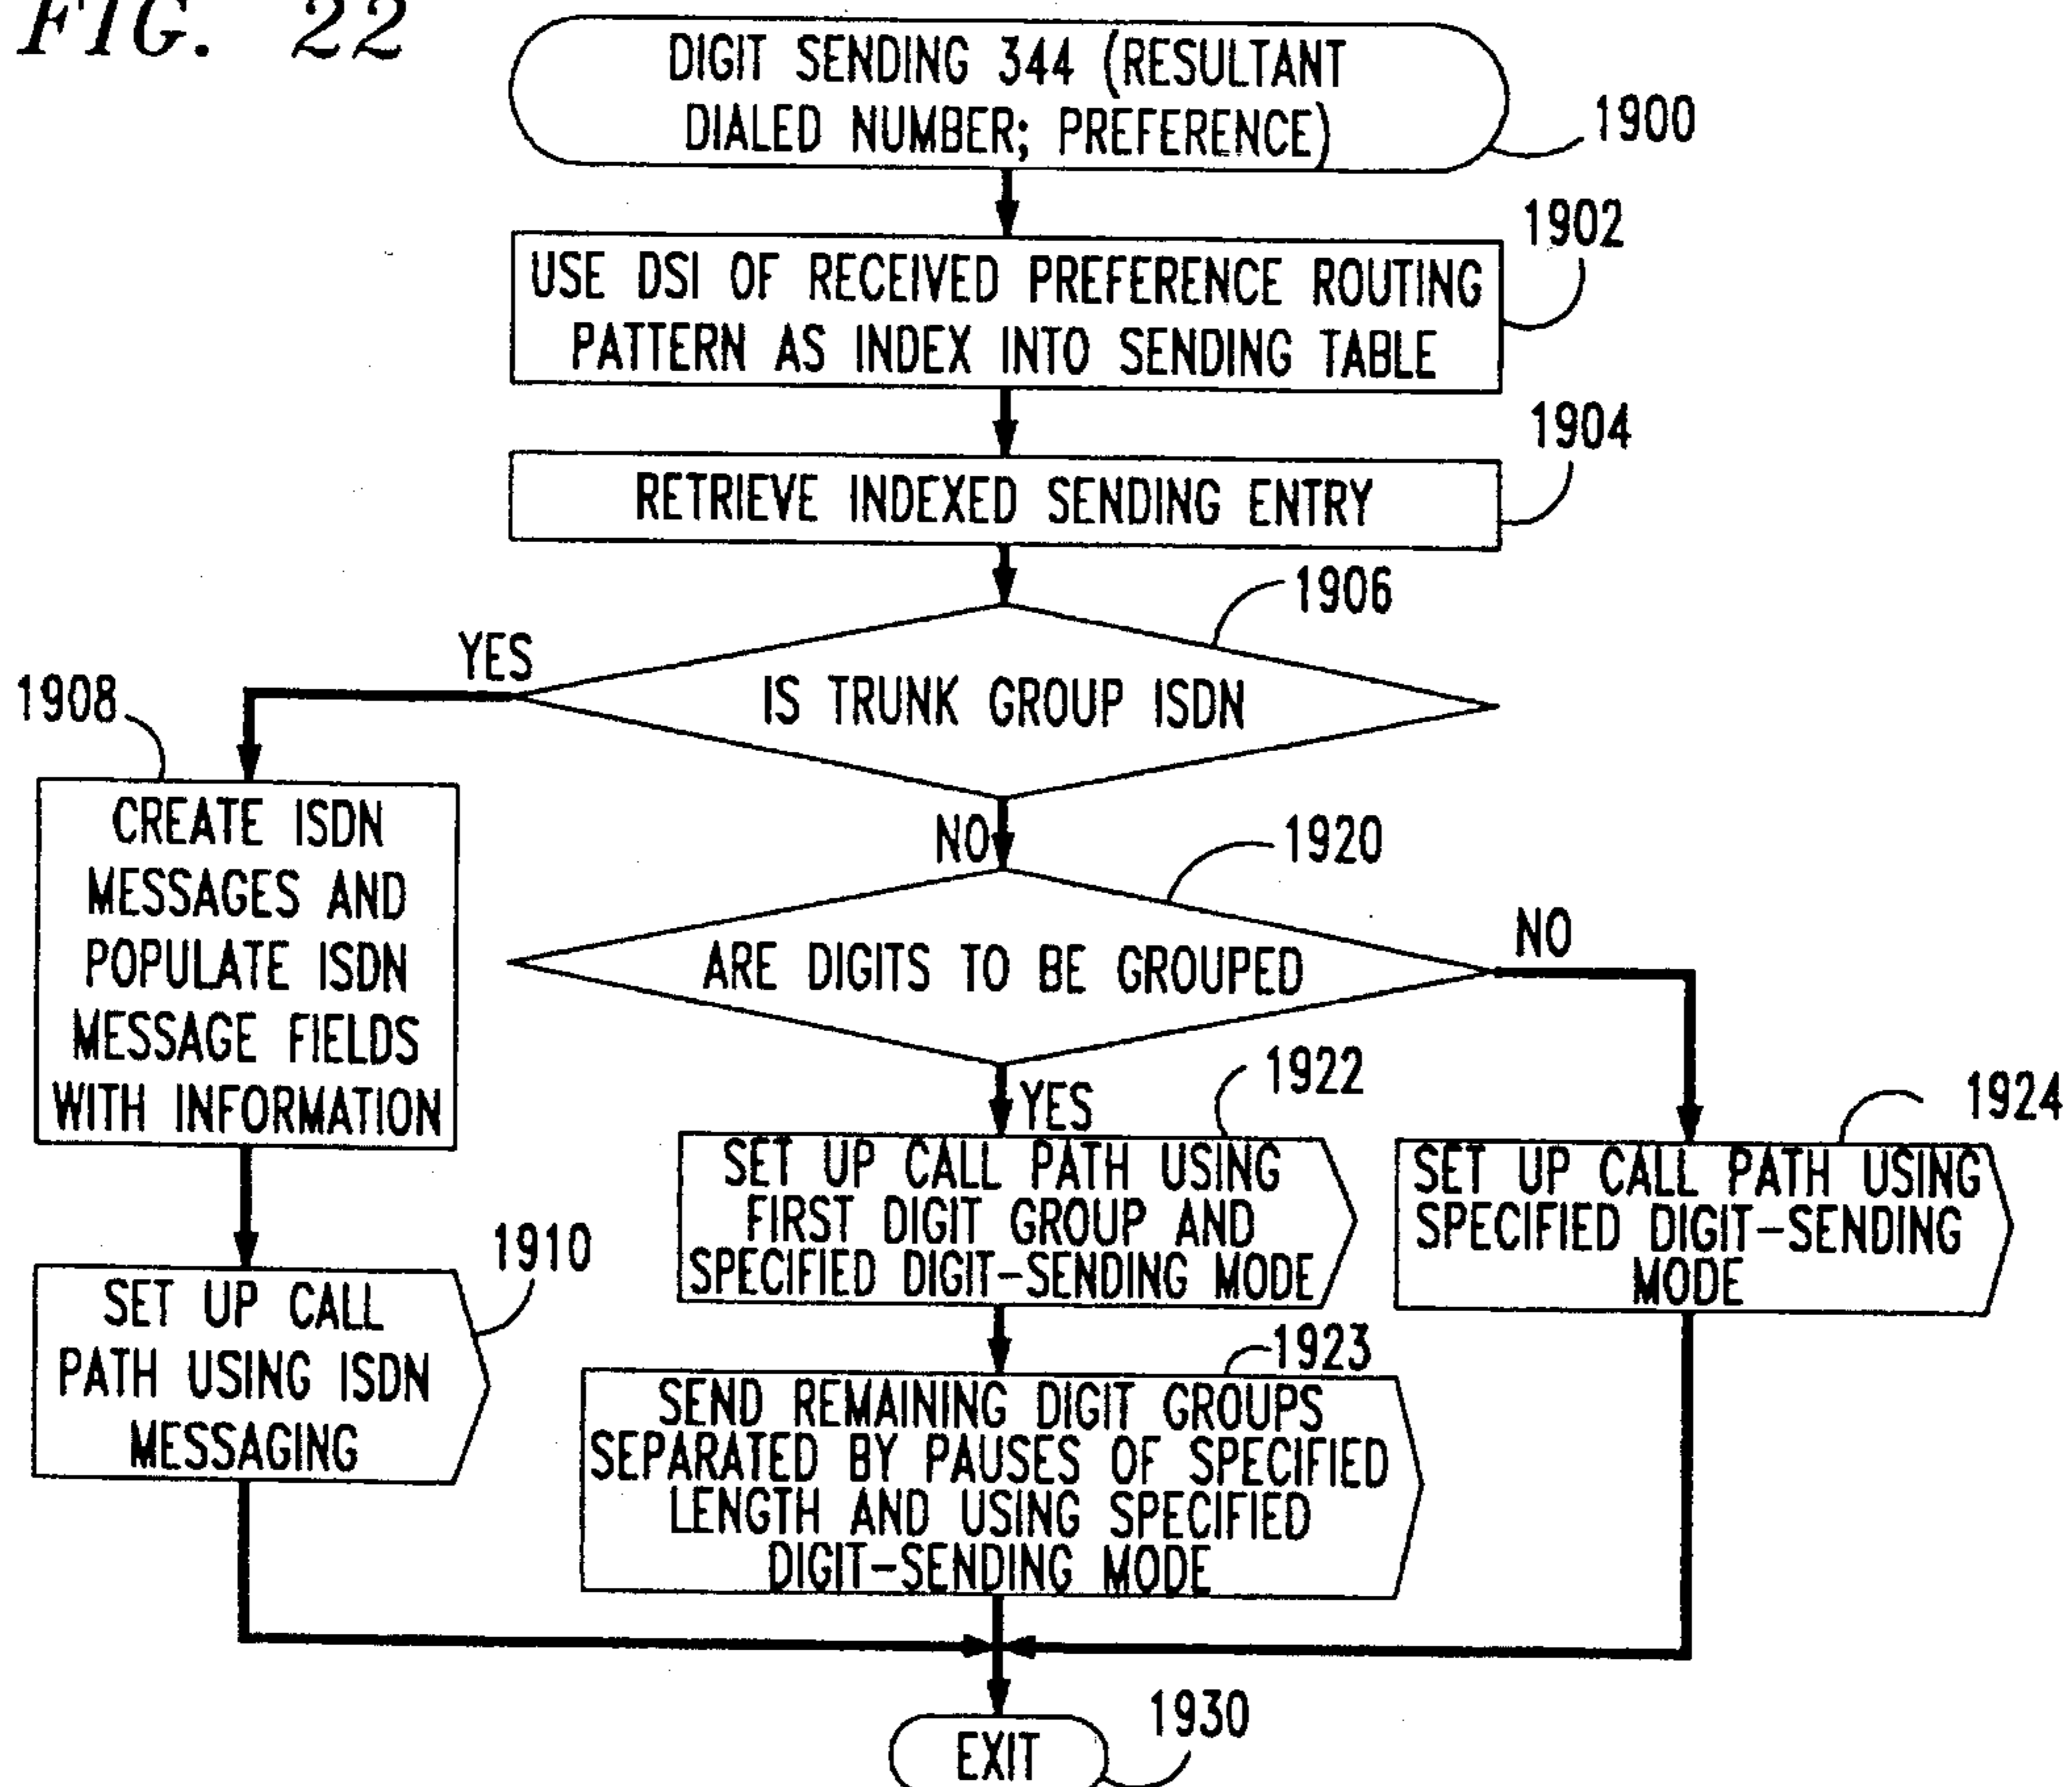 FIG. 22
DIGIT SENDING 344 (RESULTANT
DIALED NUMBER; PREFERENCE)
1900
1902
USE DSI OF RECEIVED PREFERENCE ROUTING
PATTERN AS INDEX INTO SENDING TABLE
1904
RETRIEVE INDEXED SENDING ENTRY
1906
IS TRUNK GROUP ISDN
YES
NO
1908
CREATE ISDN
MESSAGES AND
POPULATE ISDN
MESSAGE FIELDS
WITH INFORMATION
1910
SET UP CALL
PATH USING ISDN
MESSAGING
1920
ARE DIGITS TO BE GROUPED
NO
YES
1922
SET UP CALL PATH USING
FIRST DIGIT GROUP AND
SPECIFIED DIGIT-SENDING MODE
1924
SET UP CALL PATH USING
SPECIFIED DIGIT-SENDING
MODE
1923
SEND REMAINING DIGIT GROUPS
SEPARATED BY PAUSES OF SPECIFIED
LENGTH AND USING SPECIFIED
DIGIT-SENDING MODE
1930
EXIT